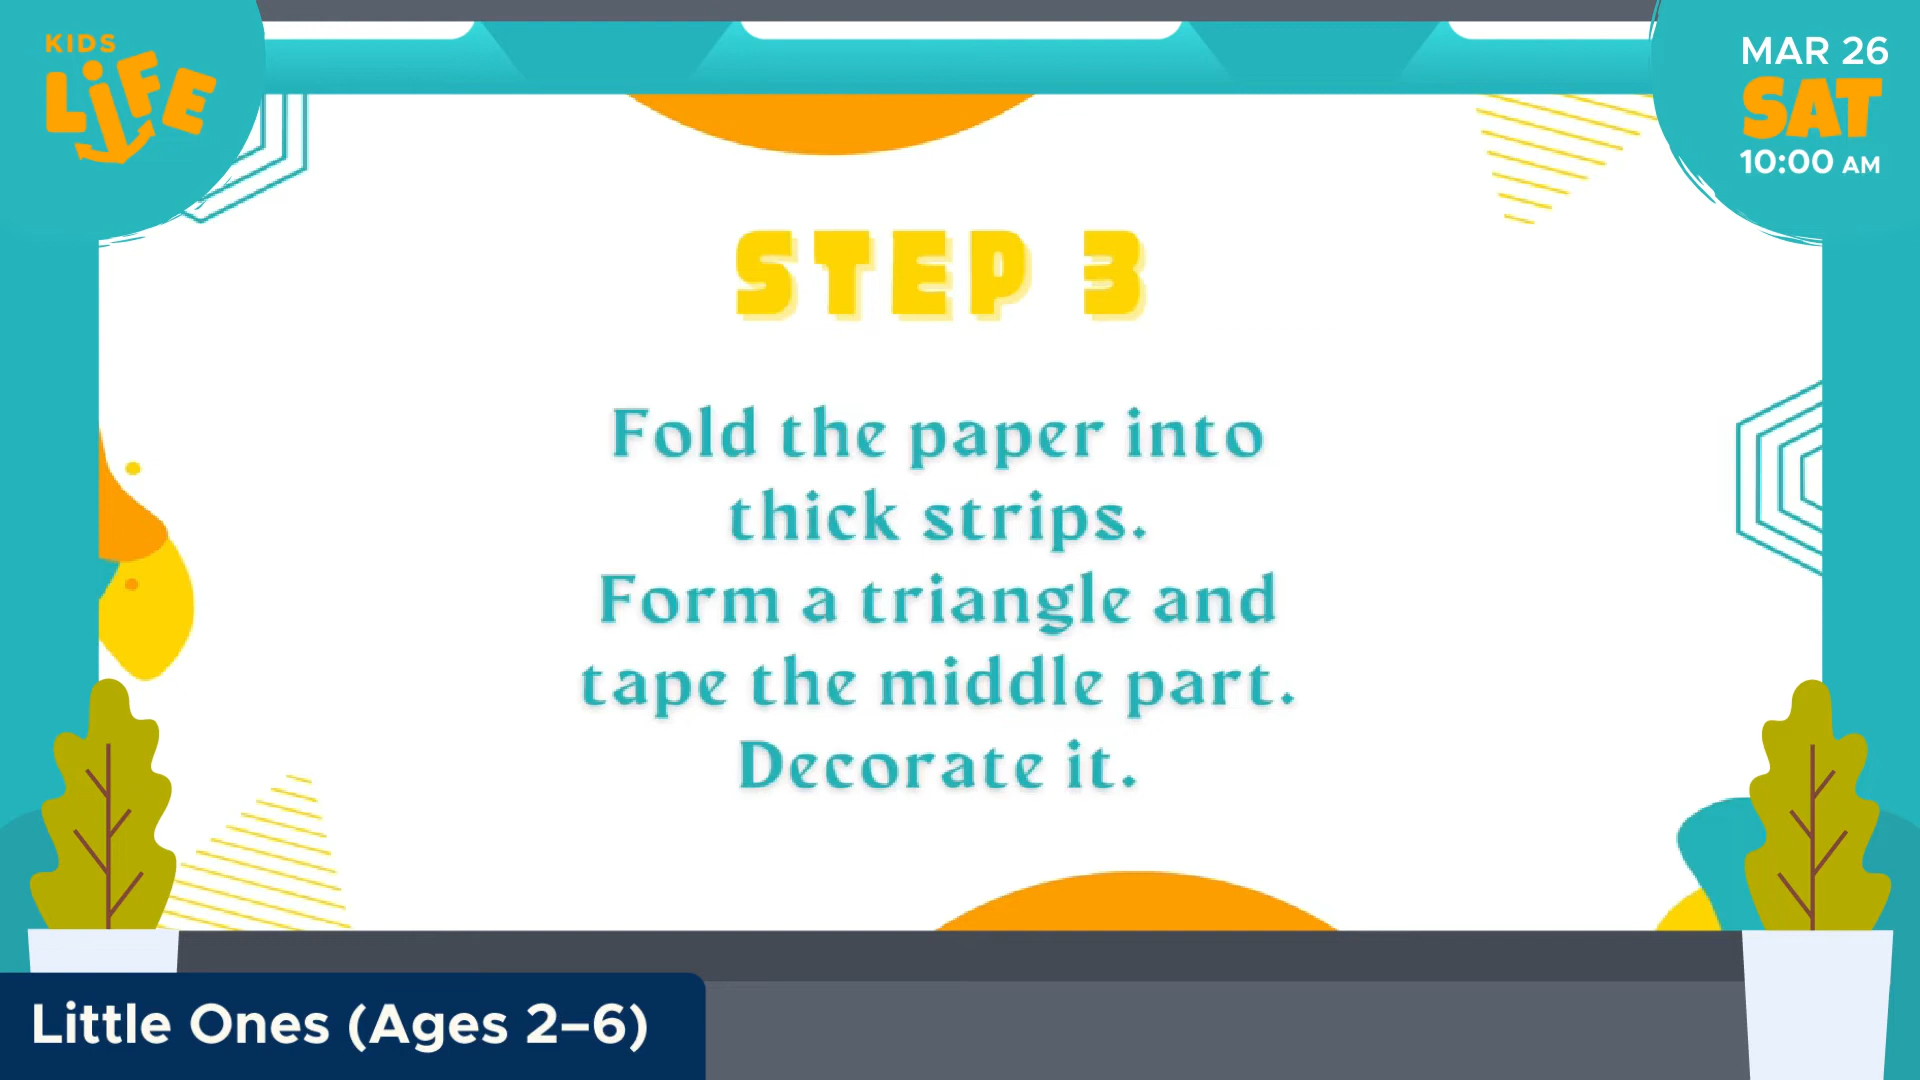 KIDS
LIFE
MAR 26
SAT
10:00 AM
STEP 3
Fold the paper into
thick strips.
Form a triangle and
tape the middle part.
Decorate it.
Little Ones (Ages 2–6)